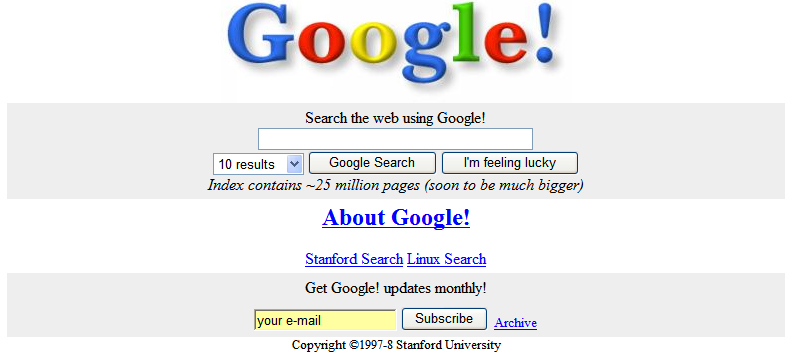 Google!
Search the web using Google!
10 results Google Search I'm feeling lucky
Index contains ~25 million pages (soon to be much bigger)
About Google!
Stanford Search Linux Search
Get Google! updates monthly!
your e-mail Subscribe Archive
Copyright ©1997-8 Stanford University